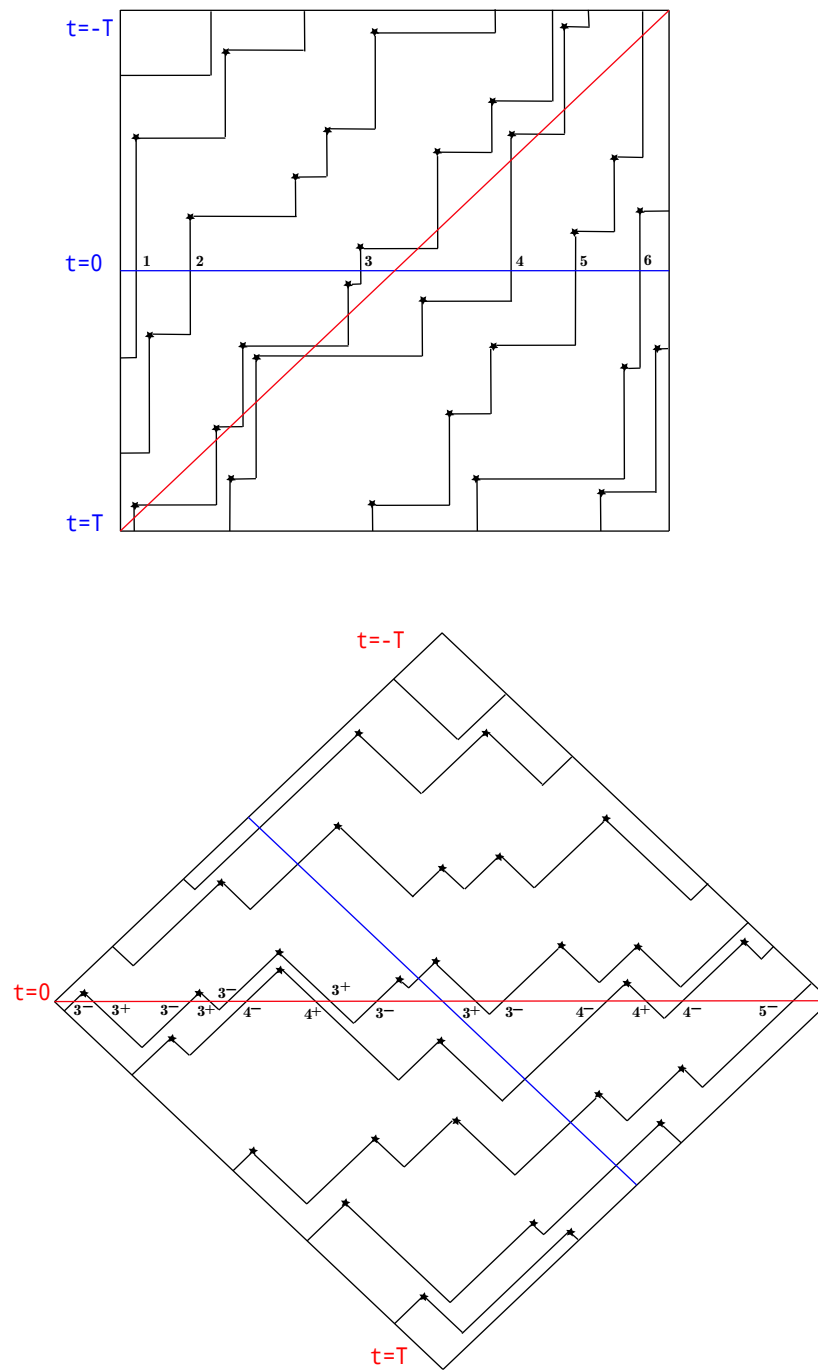 t=-T
t=0 1 2 3 4 5 6
t=T
t=-T
t=0
3⁻ 3⁺ 3⁻ 3⁺ 3⁻ 4⁻ 4⁺ 3⁺ 3⁻ 3⁺ 3⁻ 4⁻ 4⁺ 4⁻ 5⁻
t=T